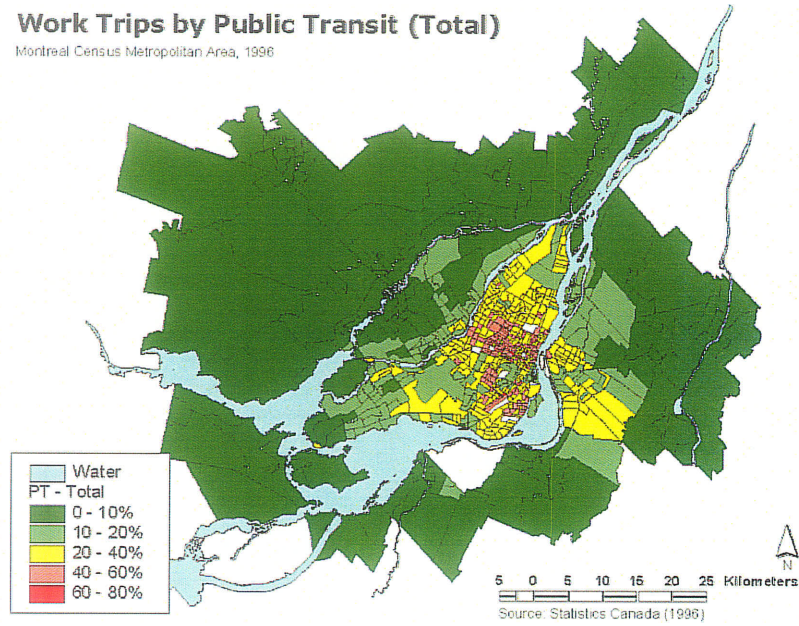 Work Trips by Public Transit (Total)
Montreal Census Metropolitan Area, 1996
Water
PT - Total
0 - 10%
10 - 20%
20 - 40%
40 - 60%
60 - 80%
N
5 0 5 10 15 20 25 Kilometers
Source: Statistics Canada (1996)